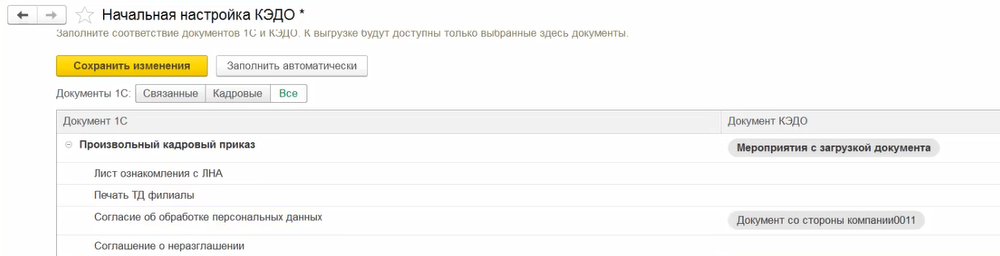 Начальная настройка КЭДО *
Заполните соответствие документов 1С и КЭДО. К выгрузке будут доступны только выбранные здесь документы.
Сохранить изменения Заполнить автоматически
Документы 1С: Связанные Кадровые Все
Документ 1С Документ КЭДО
Произвольный кадровый приказ Мероприятия с загрузкой документа
Лист ознакомления с ЛНА
Печать ТД филиалы
Согласие об обработке персональных данных Документ со стороны компании0011
Соглашение о неразглашении